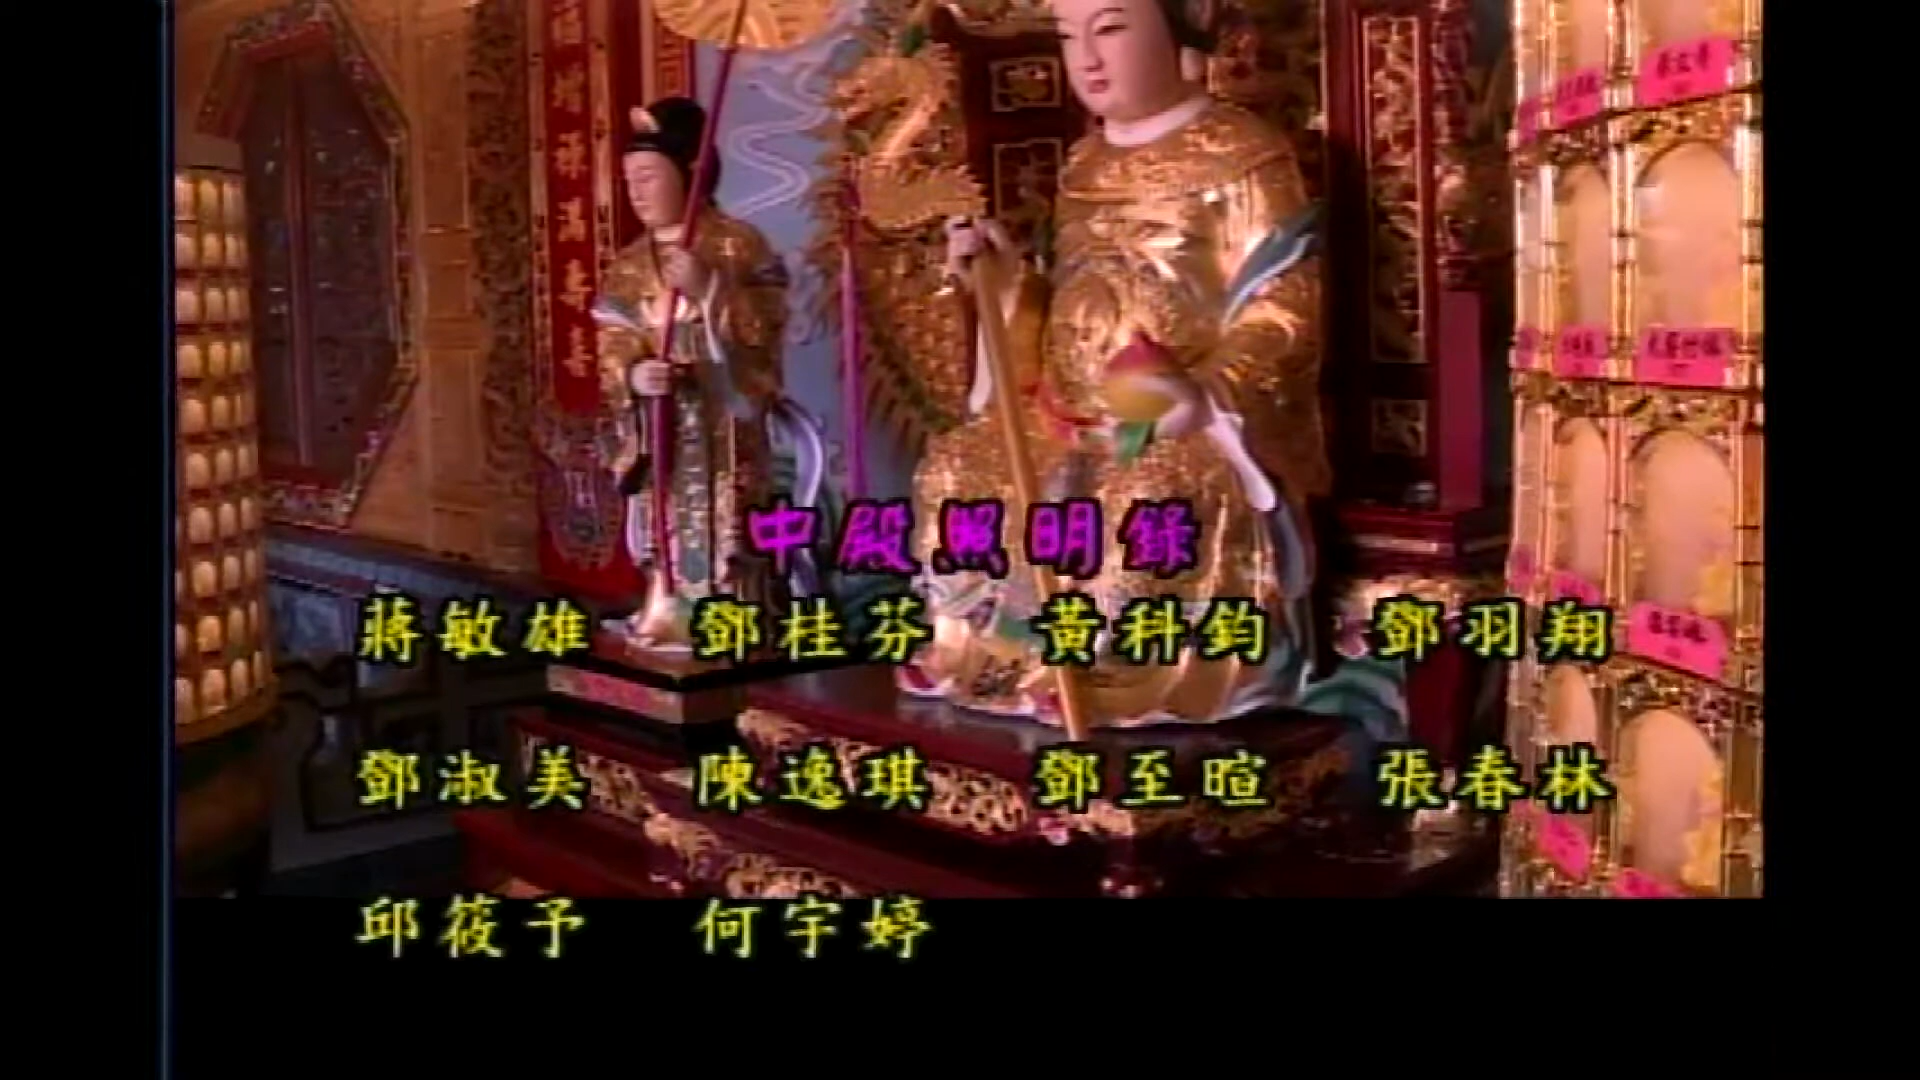 中殿照明錄
蔣敏雄 鄧桂芬 黃科鈞 鄧羽翔
鄧淑美 陳逸琪 鄧至暄 張春林
邱筱予 何宇婷